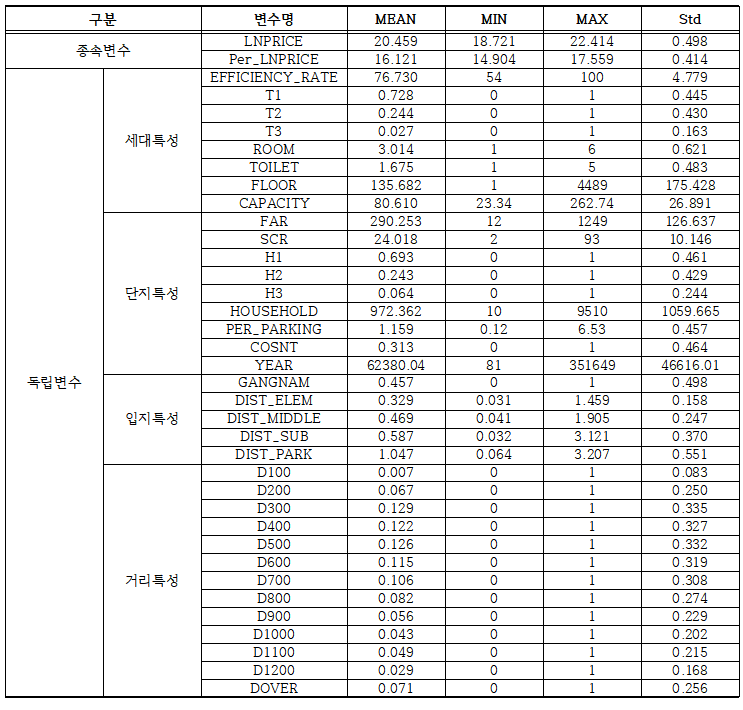 구분 변수명 MEAN MIN MAX Std
종속변수 LNPRICE 20.459 18.721 22.414 0.498
Per_LNPRICE 16.121 14.904 17.559 0.414
독립변수 세대특성 EFFICIENCY_RATE 76.730 54 100 4.779
T1 0.728 0 1 0.445
T2 0.244 0 1 0.430
T3 0.027 0 1 0.163
ROOM 3.014 1 6 0.621
TOILET 1.675 1 5 0.483
FLOOR 135.682 1 4489 175.428
CAPACITY 80.610 23.34 262.74 26.891
단지특성 FAR 290.253 12 1249 126.637
SCR 24.018 2 93 10.146
H1 0.693 0 1 0.461
H2 0.243 0 1 0.429
H3 0.064 0 1 0.244
HOUSEHOLD 972.362 10 9510 1059.665
PER_PARKING 1.159 0.12 6.53 0.457
COSNT 0.313 0 1 0.464
YEAR 62380.04 81 351649 46616.01
입지특성 GANGNAM 0.457 0 1 0.498
DIST_ELEM 0.329 0.031 1.459 0.158
DIST_MIDDLE 0.469 0.041 1.905 0.247
DIST_SUB 0.587 0.032 3.121 0.370
DIST_PARK 1.047 0.064 3.207 0.551
거리특성 D100 0.007 0 1 0.083
D200 0.067 0 1 0.250
D300 0.129 0 1 0.335
D400 0.122 0 1 0.327
D500 0.126 0 1 0.332
D600 0.115 0 1 0.319
D700 0.106 0 1 0.308
D800 0.082 0 1 0.274
D900 0.056 0 1 0.229
D1000 0.043 0 1 0.202
D1100 0.049 0 1 0.215
D1200 0.029 0 1 0.168
DOVER 0.071 0 1 0.256